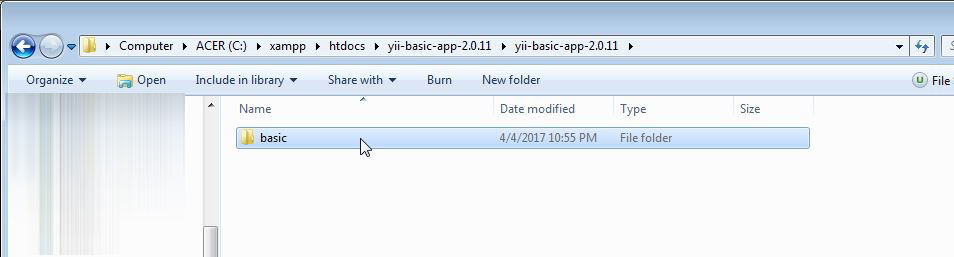 Computer ACER (C:) xampp htdocs yii-basic-app-2.0.11 yii-basic-app-2.0.11
Organize Open Include in library Share with Burn New folder File
Name Date modified Type Size
basic 4/4/2017 10:55 PM File folder